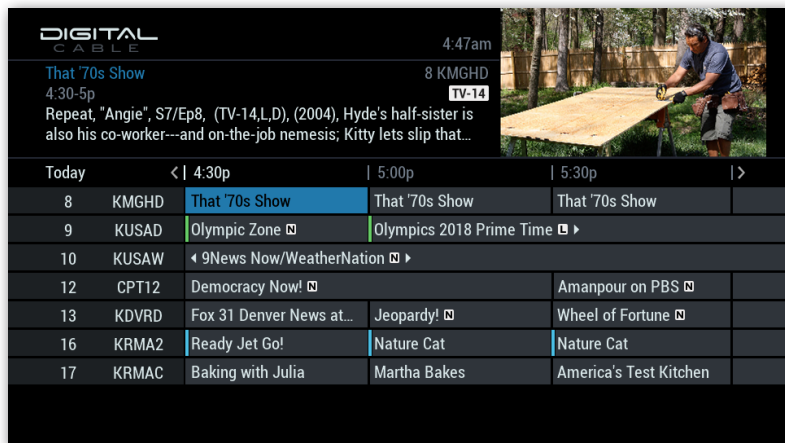 DIGITAL
CABLE
4:47am
That '70s Show 8 KMGHD
4:30-5p TV-14
Repeat, "Angie", S7/Ep8, (TV-14,L,D), (2004), Hyde's half-sister is
also his co-worker---and on-the-job nemesis; Kitty lets slip that...
Today 4:30p 5:00p 5:30p
8 KMGHD That '70s Show That '70s Show That '70s Show
9 KUSAD Olympic Zone N Olympics 2018 Prime Time L
10 KUSAW 9News Now/WeatherNation N
12 CPT12 Democracy Now! N Amanpour on PBS N
13 KDVRD Fox 31 Denver News at... Jeopardy! N Wheel of Fortune N
16 KRMA2 Ready Jet Go! Nature Cat Nature Cat
17 KRMAC Baking with Julia Martha Bakes America's Test Kitchen